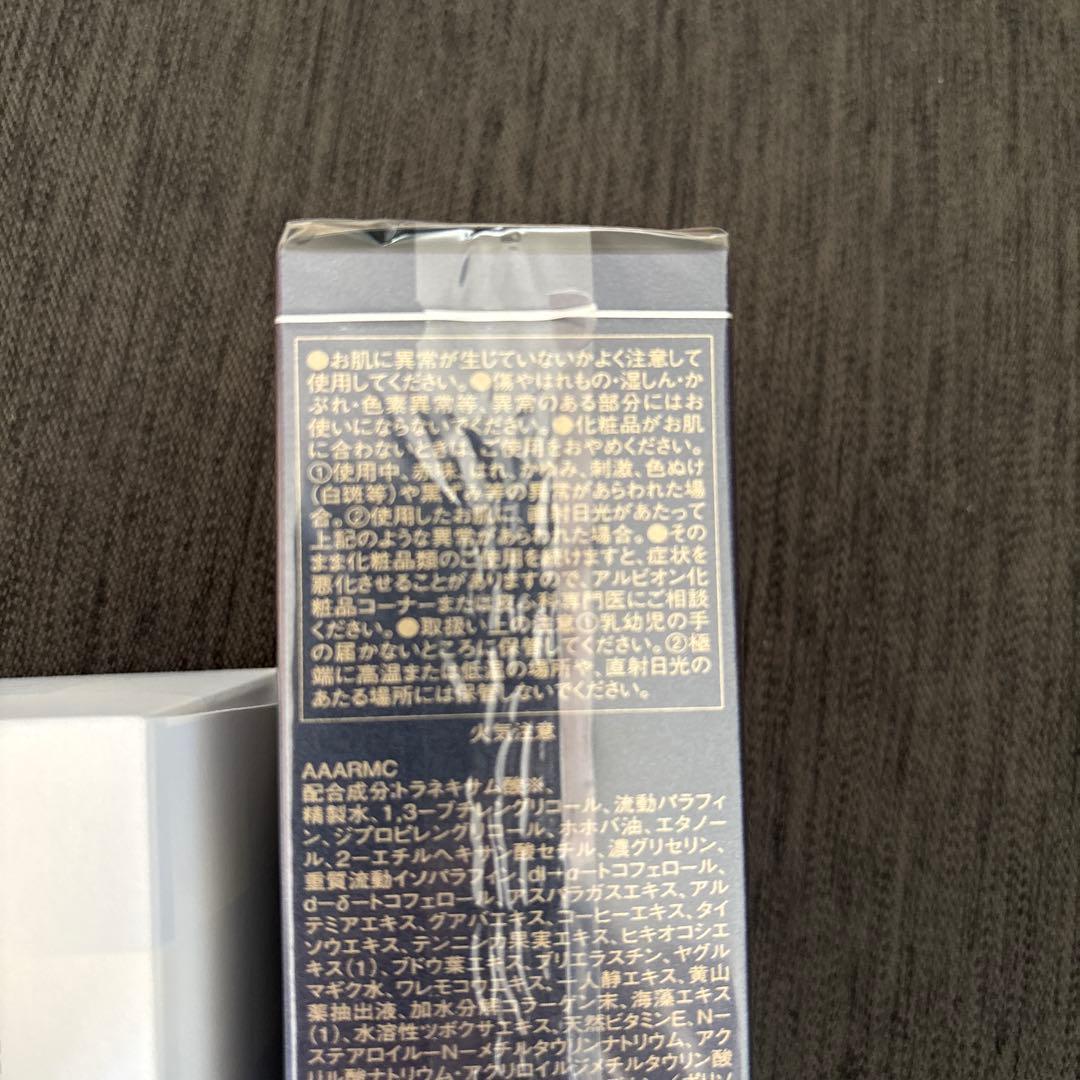 ●お肌に異常が生じていないかよく注意して
使用してください。●傷やはれもの・湿しん・か
ぶれ・色素異常等、異常のある部分にはお
使いにならないでください。●化粧品がお肌
に合わないときは、ご使用をおやめください。
①使用中、赤味、はれ、かゆみ、刺激、色ぬけ
(白斑等)や黒ずみ等の異常があらわれた場
合。②使用したお肌に、直射日光があたって
上記のような異常があらわれた場合。●その
まま化粧品類のご使用を続けますと、症状を
悪化させることがありますので、アルビオン化
粧品コーナーまたは皮ふ科専門医にご相談
ください。●取扱い上の注意①乳幼児の手
の届かないところに保管してください。②極
端に高温または低温の場所や、直射日光の
あたる場所には保管しないでください。
火気注意
AAARMC
配合成分:トラネキサム酸※、
精製水、1,3-ブチレングリコール、流動パラフィ
ン、ジプロピレングリコール、ホホバ油、エタノー
ル、2-エチルヘキサン酸セチル、濃グリセリン、
重質流動イソパラフィン、dl-α-トコフェロール、
d-δ-トコフェロール、アスパラガスエキス、アル
テミアエキス、グアバエキス、コーヒーエキス、タイ
ソウエキス、テンニンカ果実エキス、ヒキオコシエ
キス(1)、ブドウ葉エキス、プリエラスチン、ヤグル
マギク水、ワレモコウエキス、一人静エキス、黄山
薬抽出液、加水分解コラーゲン末、海藻エキス
(1)、水溶性ツボクサエキス、天然ビタミンE、N-
ステアロイル-N-メチルタウリンナトリウム、アク
リル酸ナトリウム・アクリロイルジメチルタウリン酸